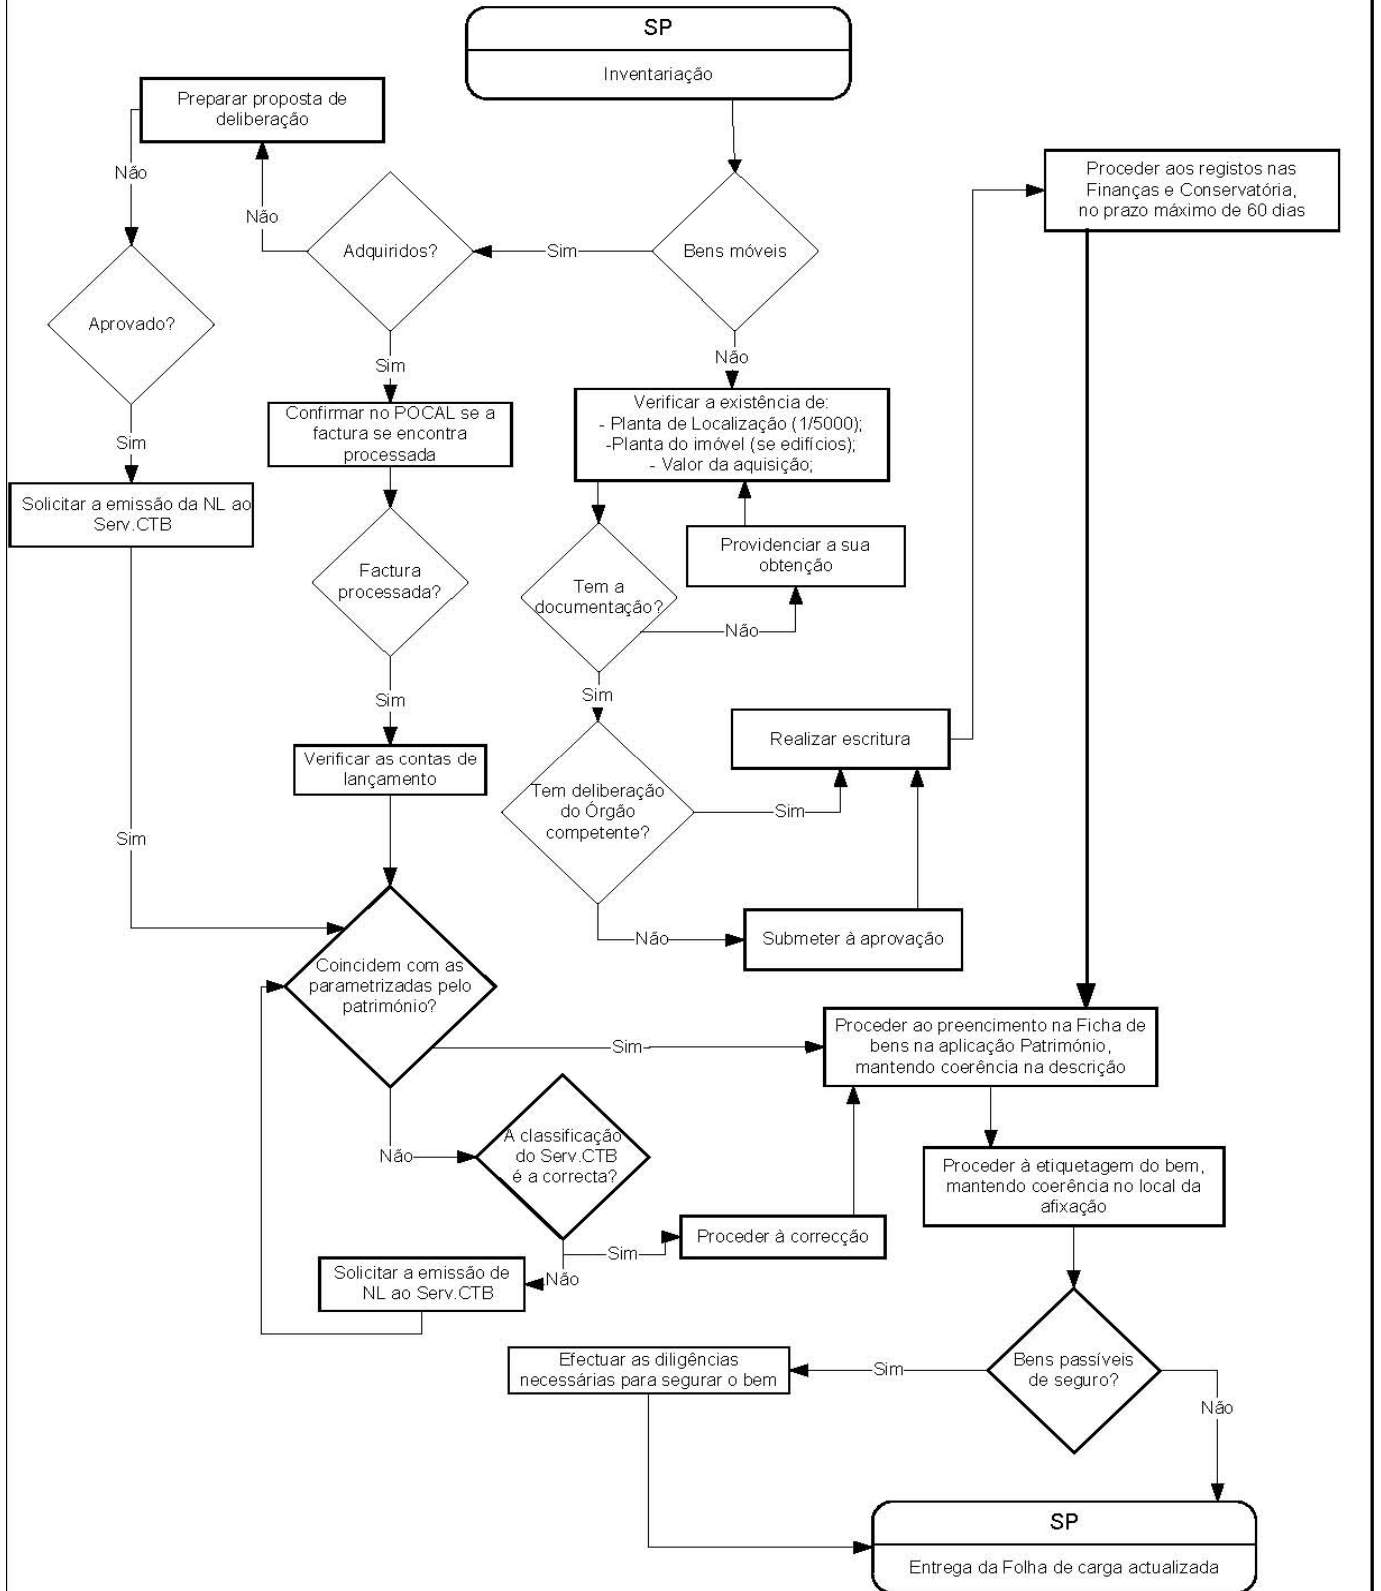 SP
Inventariação
Preparar proposta de
deliberação
Não
Não
Proceder aos registos nas
Finanças e Conservatória,
no prazo máximo de 60 dias
Adquiridos?
Sim
Bens móveis
Aprovado?
Sim
Não
Sim
Confirmar no POCAL se a
factura se encontra
processada
Verificar a existência de:
- Planta de Localização (1/5000);
-Planta do imóvel (se edifícios);
- Valor da aquisição;
Solicitar a emissão da NL ao
Serv.CTB
Factura
processada?
Tem a
documentação?
Providenciar a sua
obtenção
Não
Sim
Sim
Verificar as contas de
lançamento
Realizar escritura
Tem deliberação
do Órgão
competente?
Sim
Sim
Não
Submeter à aprovação
Coincidem com as
parametrizadas pelo
património?
Sim
Proceder ao preencimento na Ficha de
bens na aplicação Património,
mantendo coerência na descrição
Não
A classificação
do Serv.CTB
é a correcta?
Proceder à etiquetagem do bem,
mantendo coerência no local da
afixação
Sim
Proceder à correcção
Não
Solicitar a emissão de
NL ao Serv.CTB
Efectuar as diligências
necessárias para segurar o bem
Sim
Bens passíveis
de seguro?
Não
SP
Entrega da Folha de carga actualizada